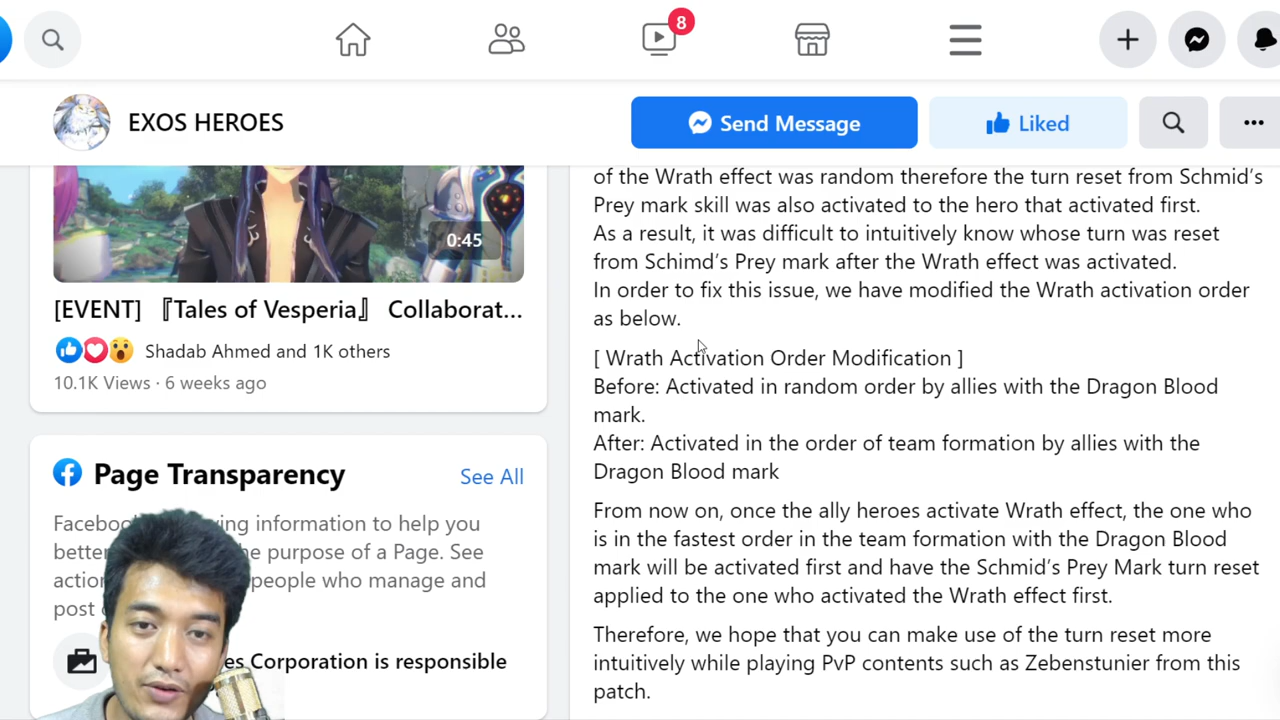 8
EXOS HEROES
Send Message
Liked
0:45
[EVENT] 『Tales of Vesperia』 Collaborat...
Shadab Ahmed and 1K others
10.1K Views · 6 weeks ago
Page Transparency
See All
information to help you
purpose of a Page. See
people who manage and
post
Corporation is responsible
of the Wrath effect was random therefore the turn reset from Schmid's
Prey mark skill was also activated to the hero that activated first.
As a result, it was difficult to intuitively know whose turn was reset
from Schimd's Prey mark after the Wrath effect was activated.
In order to fix this issue, we have modified the Wrath activation order
as below.
[ Wrath Activation Order Modification ]
Before: Activated in random order by allies with the Dragon Blood
mark.
After: Activated in the order of team formation by allies with the
Dragon Blood mark
From now on, once the ally heroes activate Wrath effect, the one who
is in the fastest order in the team formation with the Dragon Blood
mark will be activated first and have the Schmid's Prey Mark turn reset
applied to the one who activated the Wrath effect first.
Therefore, we hope that you can make use of the turn reset more
intuitively while playing PvP contents such as Zebenstunier from this
patch.